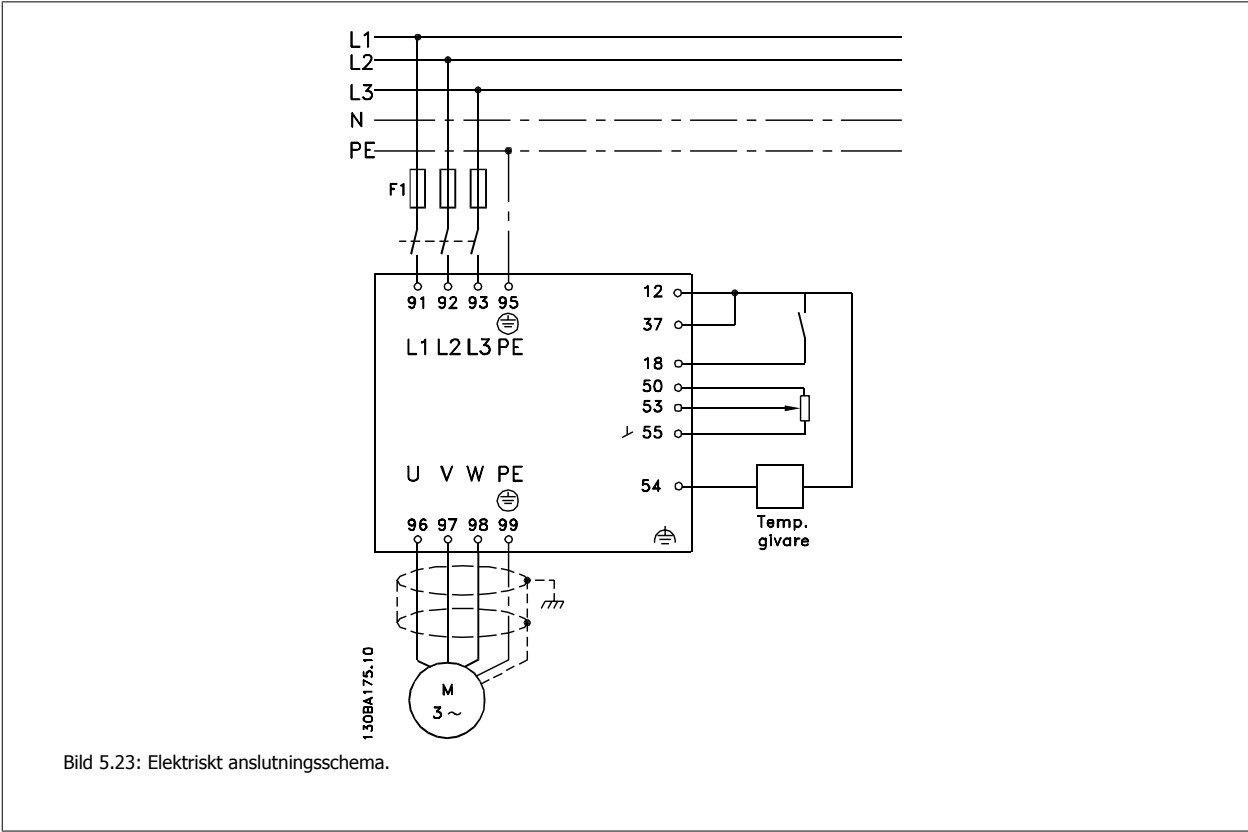 L1
L2
L3
N
PE
F1
91 92 93 95
L1 L2 L3 PE
12
37
18
50
53
55
54
Temp.
givare
U V W PE
96 97 98 99
M
3 ~
130BA175.10
Bild 5.23: Elektriskt anslutningsschema.